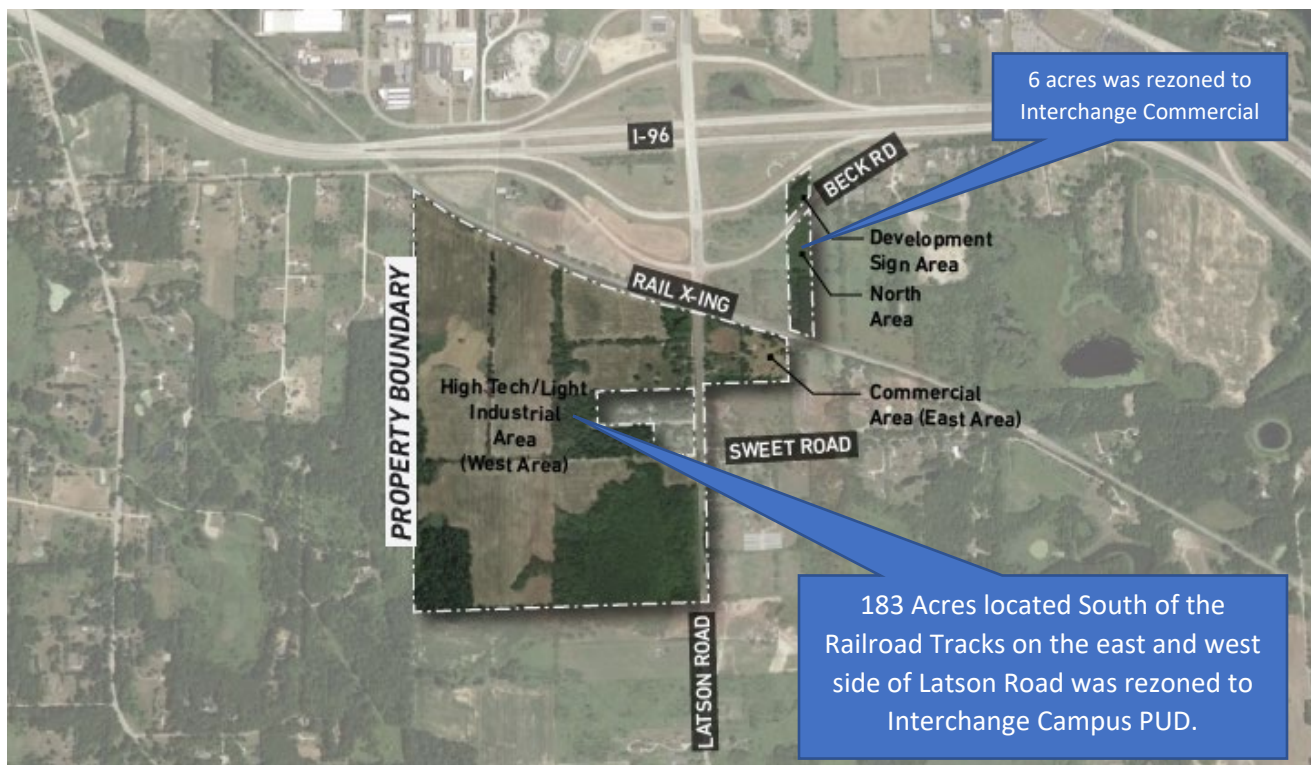 6 acres was rezoned to
Interchange Commercial
I-96
BECK RD
Development
Sign Area
North
Area
RAIL X-ING
PROPERTY BOUNDARY
High Tech/Light
Industrial
Area
(West Area)
Commercial
Area (East Area)
SWEET ROAD
LATSON ROAD
183 Acres located South of the
Railroad Tracks on the east and west
side of Latson Road was rezoned to
Interchange Campus PUD.